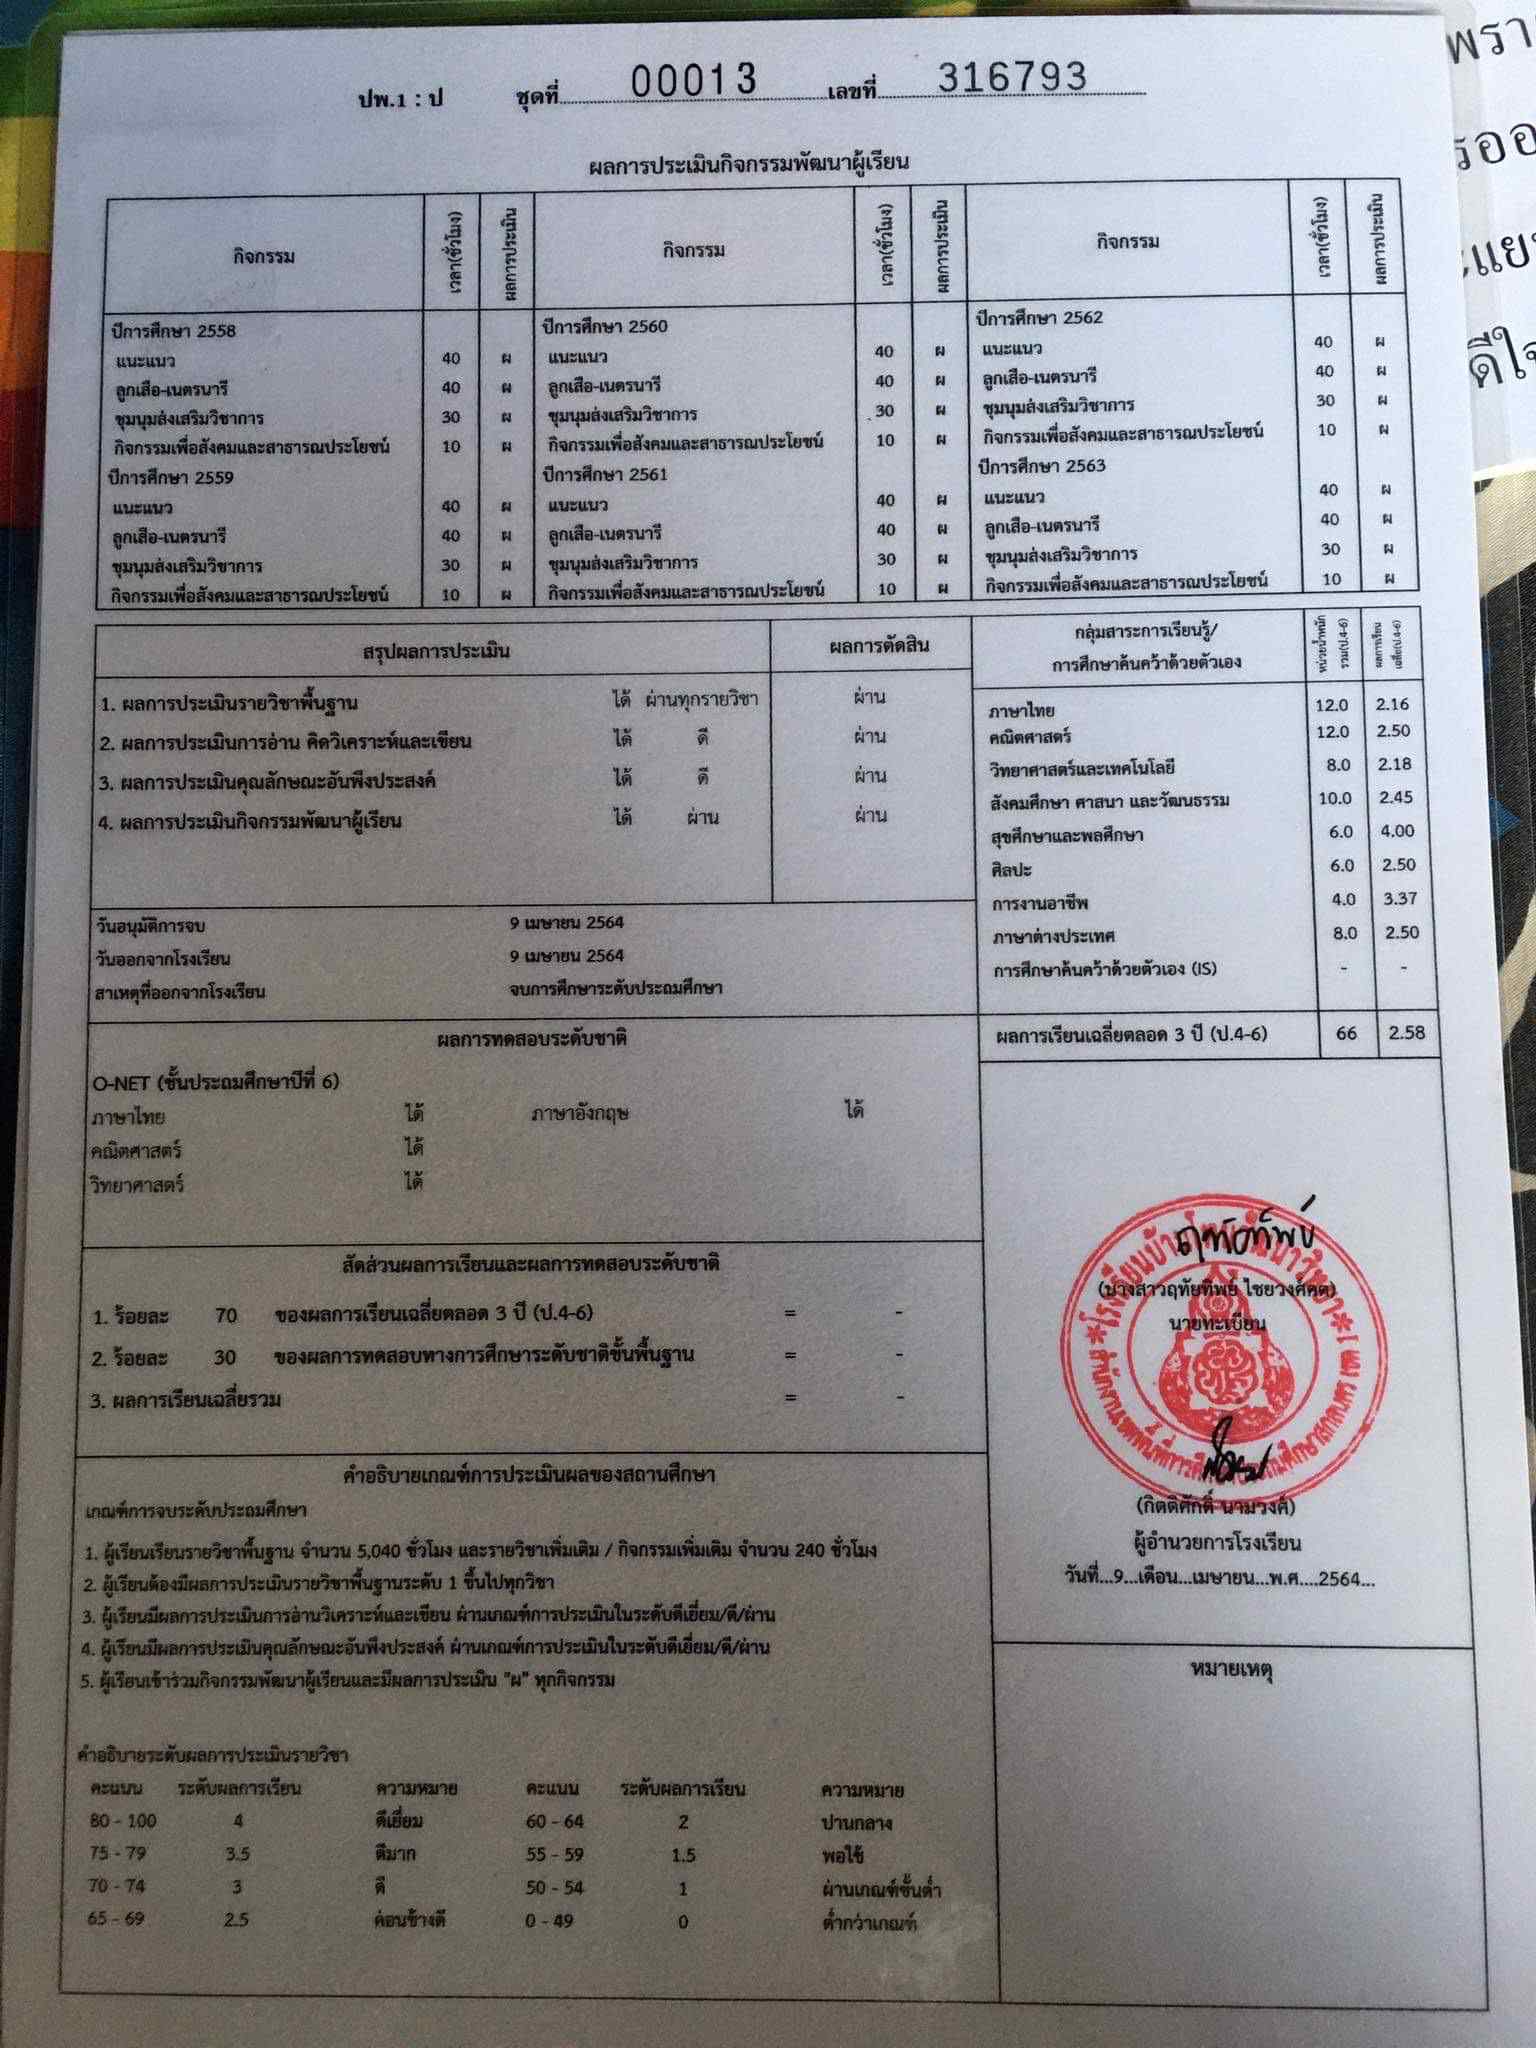 ปพ.1 : ป ชุดที่ 00013 เลขที่ 316793
ผลการประเมินกิจกรรมพัฒนาผู้เรียน
กิจกรรม เวลา(ชั่วโมง) ผลการประเมิน กิจกรรม เวลา(ชั่วโมง) ผลการประเมิน กิจกรรม เวลา(ชั่วโมง) ผลการประเมิน
ปีการศึกษา 2558 ปีการศึกษา 2560 ปีการศึกษา 2562
แนะแนว 40 ผ แนะแนว 40 ผ แนะแนว 40 ผ
ลูกเสือ-เนตรนารี 40 ผ ลูกเสือ-เนตรนารี 40 ผ ลูกเสือ-เนตรนารี 40 ผ
ชุมนุมส่งเสริมวิชาการ 30 ผ ชุมนุมส่งเสริมวิชาการ 30 ผ ชุมนุมส่งเสริมวิชาการ 30 ผ
กิจกรรมเพื่อสังคมและสาธารณประโยชน์ 10 ผ กิจกรรมเพื่อสังคมและสาธารณประโยชน์ 10 ผ กิจกรรมเพื่อสังคมและสาธารณประโยชน์ 10 ผ
ปีการศึกษา 2559 ปีการศึกษา 2561 ปีการศึกษา 2563
แนะแนว 40 ผ แนะแนว 40 ผ แนะแนว 40 ผ
ลูกเสือ-เนตรนารี 40 ผ ลูกเสือ-เนตรนารี 40 ผ ลูกเสือ-เนตรนารี 40 ผ
ชุมนุมส่งเสริมวิชาการ 30 ผ ชุมนุมส่งเสริมวิชาการ 30 ผ ชุมนุมส่งเสริมวิชาการ 30 ผ
กิจกรรมเพื่อสังคมและสาธารณประโยชน์ 10 ผ กิจกรรมเพื่อสังคมและสาธารณประโยชน์ 10 ผ กิจกรรมเพื่อสังคมและสาธารณประโยชน์ 10 ผ
สรุปผลการประเมิน ผลการตัดสิน
1. ผลการประเมินรายวิชาพื้นฐาน ได้ ผ่านทุกรายวิชา ผ่าน
2. ผลการประเมินการอ่าน คิดวิเคราะห์และเขียน ได้ ดี ผ่าน
3. ผลการประเมินคุณลักษณะอันพึงประสงค์ ได้ ดี ผ่าน
4. ผลการประเมินกิจกรรมพัฒนาผู้เรียน ได้ ผ่าน ผ่าน
วันอนุมัติการจบ 9 เมษายน 2564
วันออกจากโรงเรียน 9 เมษายน 2564
สาเหตุที่ออกจากโรงเรียน จบการศึกษาระดับประถมศึกษา
กลุ่มสาระการเรียนรู้/ หน่วยน้ำหนัก ผลการเรียน
การศึกษาค้นคว้าด้วยตัวเอง รวม(ป.4-6) เฉลี่ย(ป.4-6)
ภาษาไทย 12.0 2.16
คณิตศาสตร์ 12.0 2.50
วิทยาศาสตร์และเทคโนโลยี 8.0 2.18
สังคมศึกษา ศาสนา และวัฒนธรรม 10.0 2.45
สุขศึกษาและพลศึกษา 6.0 4.00
ศิลปะ 6.0 2.50
การงานอาชีพ 4.0 3.37
ภาษาต่างประเทศ 8.0 2.50
การศึกษาค้นคว้าด้วยตัวเอง (IS) - -
ผลการเรียนเฉลี่ยตลอด 3 ปี (ป.4-6) 66 2.58
ผลการทดสอบระดับชาติ
O-NET (ชั้นประถมศึกษาปีที่ 6)
ภาษาไทย ได้ ภาษาอังกฤษ ได้
คณิตศาสตร์ ได้
วิทยาศาสตร์ ได้
สัดส่วนผลการเรียนและผลการทดสอบระดับชาติ
1. ร้อยละ 70 ของผลการเรียนเฉลี่ยตลอด 3 ปี (ป.4-6) = -
2. ร้อยละ 30 ของผลการทดสอบทางการศึกษาระดับชาติขั้นพื้นฐาน = -
3. ผลการเรียนเฉลี่ยรวม = -
ฤทัยทิพย์
(นางสาวฤทัยทิพย์ ไชยวงศ์คต)
นายทะเบียน
(กิตติศักดิ์ นามวงค์)
ผู้อำนวยการโรงเรียน
วันที่...9...เดือน...เมษายน...พ.ศ....2564...
หมายเหตุ
คำอธิบายเกณฑ์การประเมินผลของสถานศึกษา
เกณฑ์การจบระดับประถมศึกษา
1. ผู้เรียนเรียนรายวิชาพื้นฐาน จำนวน 5,040 ชั่วโมง และรายวิชาเพิ่มเติม / กิจกรรมเพิ่มเติม จำนวน 240 ชั่วโมง
2. ผู้เรียนต้องมีผลการประเมินรายวิชาพื้นฐานระดับ 1 ขึ้นไปทุกวิชา
3. ผู้เรียนมีผลการประเมินการอ่านวิเคราะห์และเขียน ผ่านเกณฑ์การประเมินในระดับดีเยี่ยม/ดี/ผ่าน
4. ผู้เรียนมีผลการประเมินคุณลักษณะอันพึงประสงค์ ผ่านเกณฑ์การประเมินในระดับดีเยี่ยม/ดี/ผ่าน
5. ผู้เรียนเข้าร่วมกิจกรรมพัฒนาผู้เรียนและมีผลการประเมิน "ผ" ทุกกิจกรรม
คำอธิบายระดับผลการประเมินรายวิชา
คะแนน ระดับผลการเรียน ความหมาย คะแนน ระดับผลการเรียน ความหมาย
80 - 100 4 ดีเยี่ยม 60 - 64 2 ปานกลาง
75 - 79 3.5 ดีมาก 55 - 59 1.5 พอใช้
70 - 74 3 ดี 50 - 54 1 ผ่านเกณฑ์ขั้นต่ำ
65 - 69 2.5 ค่อนข้างดี 0 - 49 0 ต่ำกว่าเกณฑ์